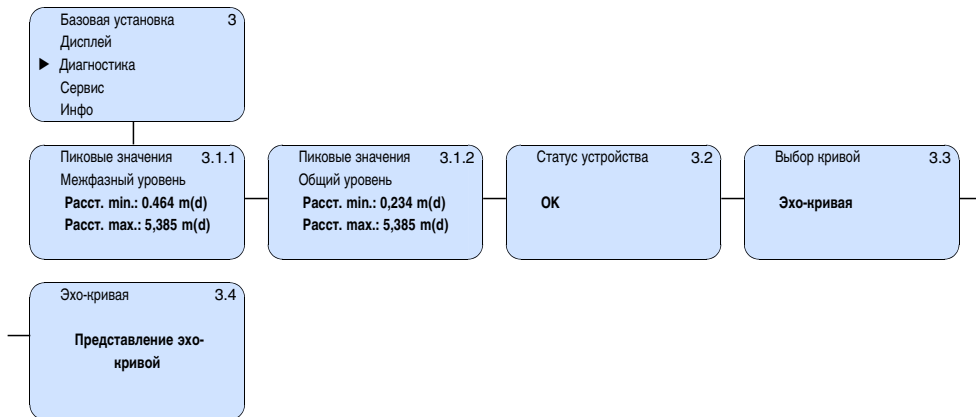 Базовая установка 3
Дисплей
▶ Диагностика
Сервис
Инфо
Пиковые значения 3.1.1
Межфазный уровень
Расст. min.: 0.464 m(d)
Расст. max.: 5,385 m(d)
Пиковые значения 3.1.2
Общий уровень
Расст. min.: 0,234 m(d)
Расст. max.: 5,385 m(d)
Статус устройства 3.2
OK
Выбор кривой 3.3
Эхо-кривая
Эхо-кривая 3.4
Представление эхо-
кривой